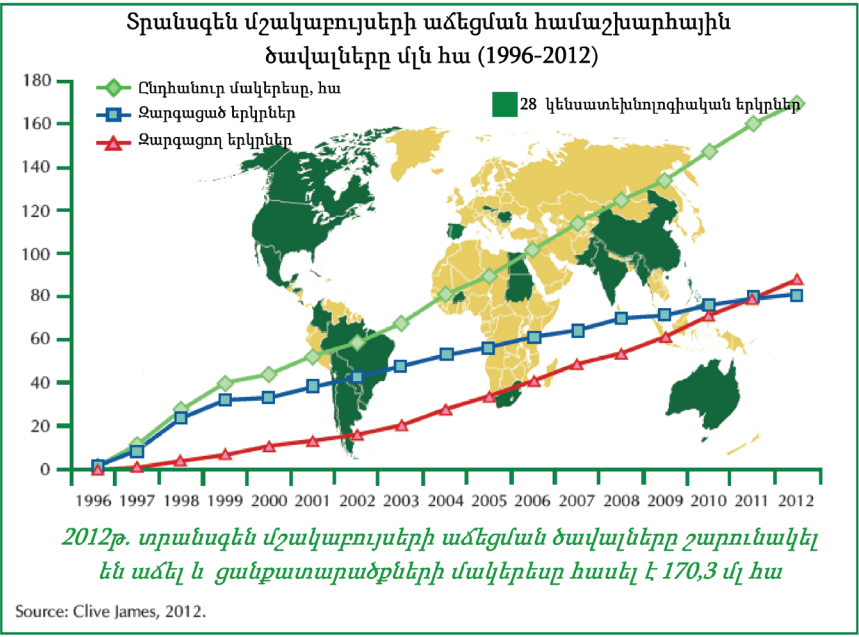 Տրանսգեն մշակաբույսերի աճեցման համաշխարհային
ծավալները մլն հա (1996-2012)
180
160
140
120
100
80
60
40
20
0
Ընդհանուր մակերեսը, հա
Զարգացած երկրներ
Զարգացող երկրներ
28 կենսատեխնոլոգիական երկրներ
1996 1997 1998 1999 2000 2001 2002 2003 2004 2005 2006 2007 2008 2009 2010 2011 2012
2012թ. տրանսգեն մշակաբույսերի աճեցման ծավալները շարունակել
են աճել և ցանքատարածքների մակերեսը հասել է 170,3 մլ հա
Source: Clive James, 2012.